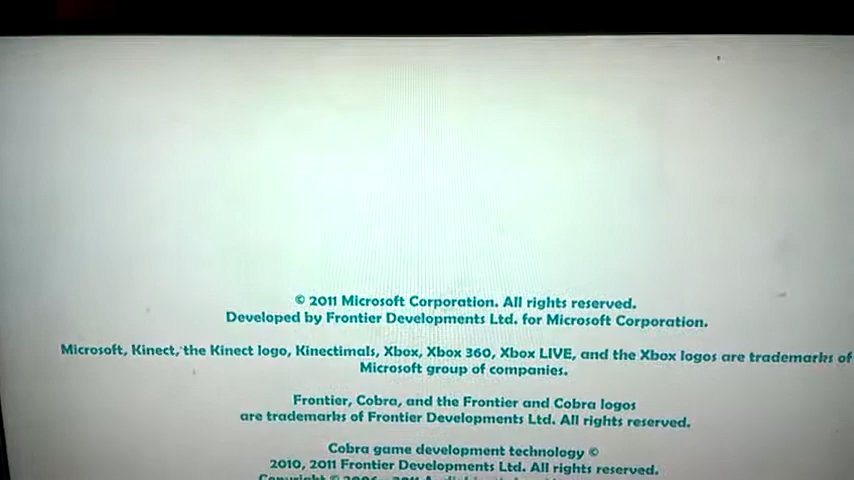 © 2011 Microsoft Corporation. All rights reserved.
Developed by Frontier Developments Ltd. for Microsoft Corporation.
Microsoft, Kinect, the Kinect logo, Kinectimals, Xbox, Xbox 360, Xbox LIVE, and the Xbox logos are trademarks of
Microsoft group of companies.
Frontier, Cobra, and the Frontier and Cobra logos
are trademarks of Frontier Developments Ltd. All rights reserved.
Cobra game development technology ©
2010, 2011 Frontier Developments Ltd. All rights reserved.
Copyright © 2006 - 2011